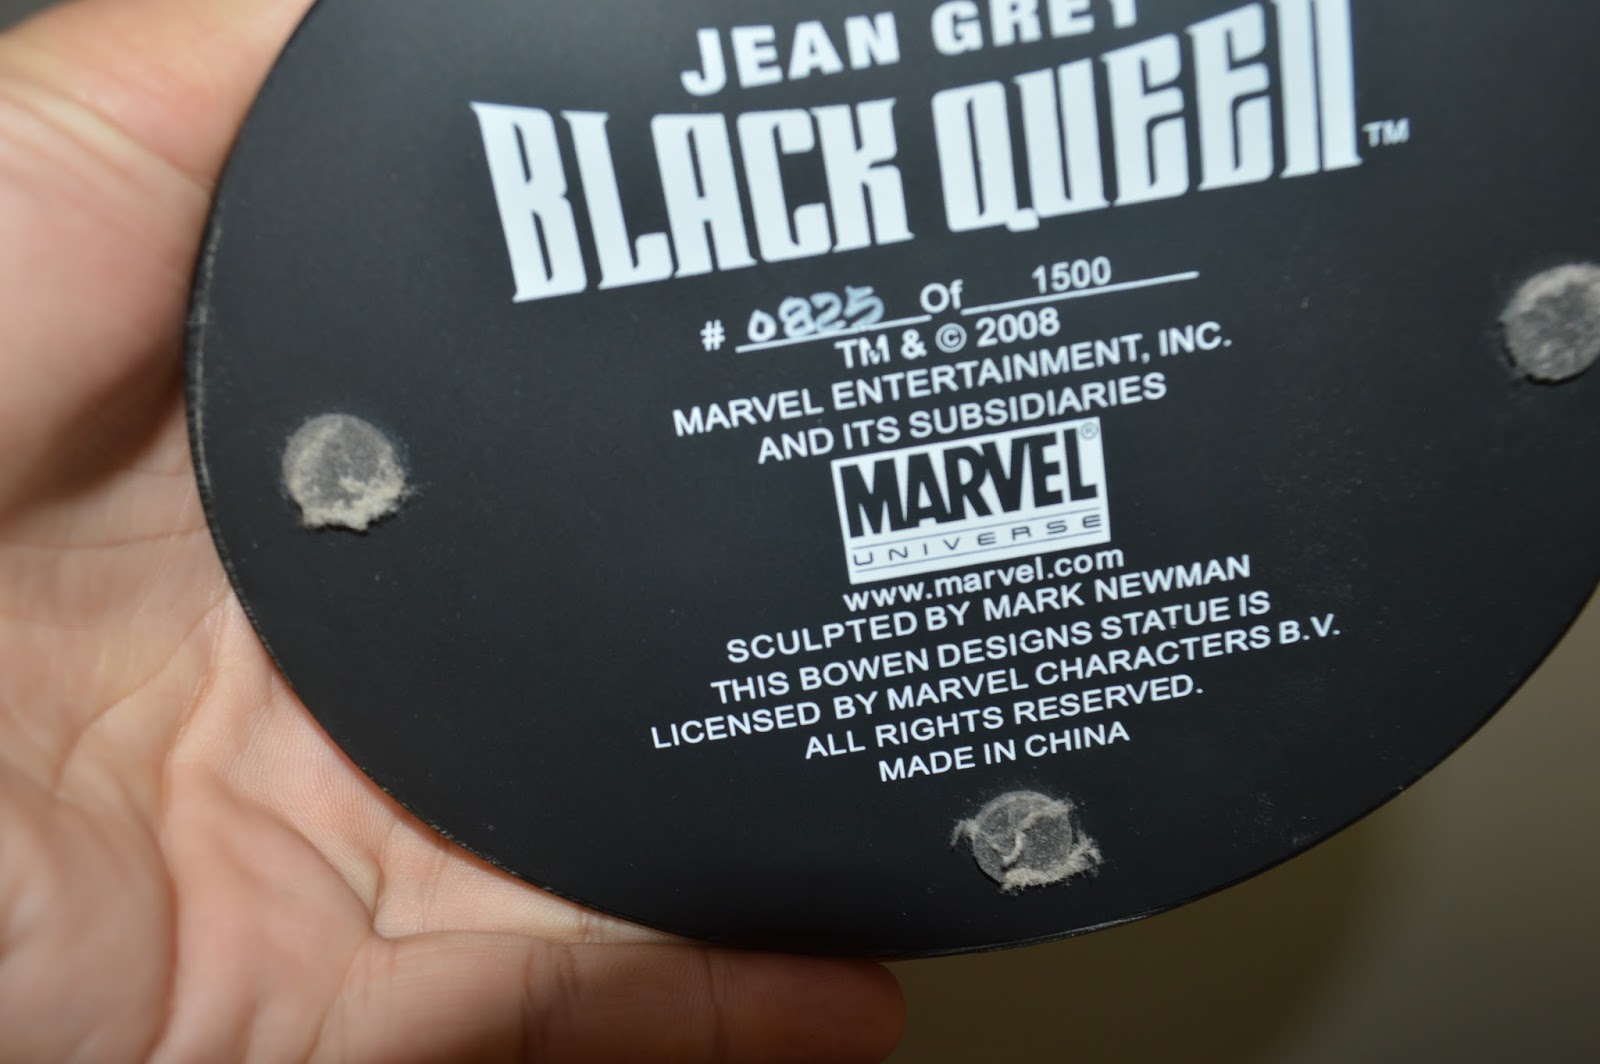 JEAN GREY
BLACK QUEEN™
# 0825 Of 1500
TM & © 2008
MARVEL ENTERTAINMENT, INC.
AND ITS SUBSIDIARIES
MARVEL®
UNIVERSE
www.marvel.com
SCULPTED BY MARK NEWMAN
THIS BOWEN DESIGNS STATUE IS
LICENSED BY MARVEL CHARACTERS B.V.
ALL RIGHTS RESERVED.
MADE IN CHINA